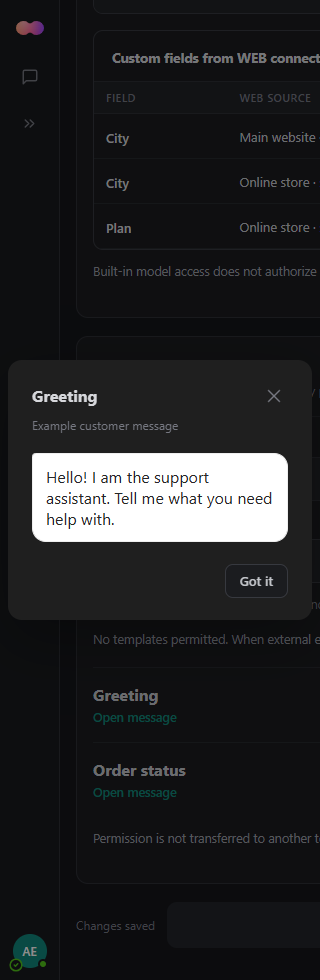 Custom fields from WEB connect
FIELD WEB SOURCE
City Main website ·
City Online store ·
Plan Online store ·
Built-in model access does not authorize
Greeting
Example customer message
Hello! I am the support
assistant. Tell me what you need
help with.
Got it
No templates permitted. When external e
Greeting
Open message
Order status
Open message
Permission is not transferred to another t
Changes saved
AE